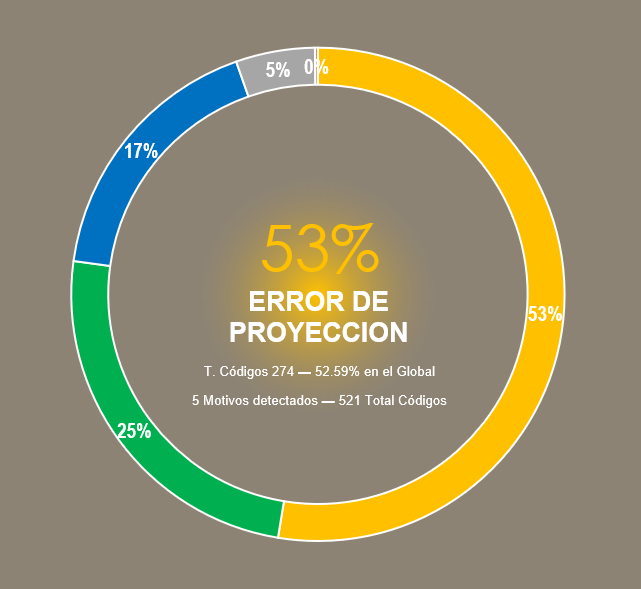 5%
0%
17%
53%
ERROR DE
PROYECCION
53%
T. Códigos 274 — 52.59% en el Global
5 Motivos detectados — 521 Total Códigos
25%